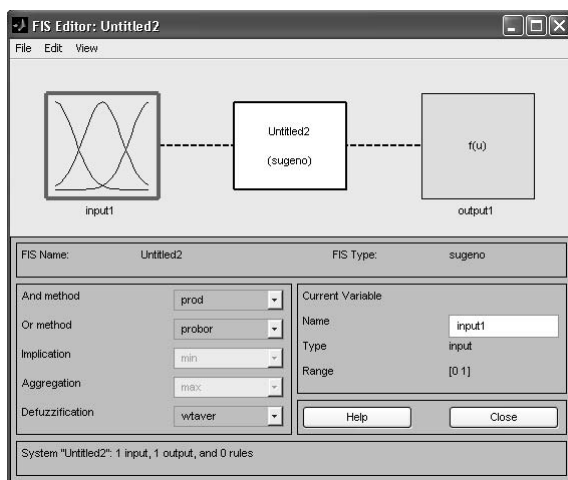 FIS Editor: Untitled2
File Edit View
Untitled2
(sugeno)
f(u)
input1
output1
FIS Name: Untitled2 FIS Type: sugeno
And method prod
Or method probor
Implication min
Aggregation max
Defuzzification wtaver
Current Variable
Name input1
Type input
Range [0 1]
Help Close
System "Untitled2": 1 input, 1 output, and 0 rules